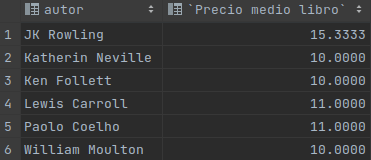 autor `Precio medio libro`
1 JK Rowling 15.3333
2 Katherin Neville 10.0000
3 Ken Follett 10.0000
4 Lewis Carroll 11.0000
5 Paolo Coelho 11.0000
6 William Moulton 10.0000